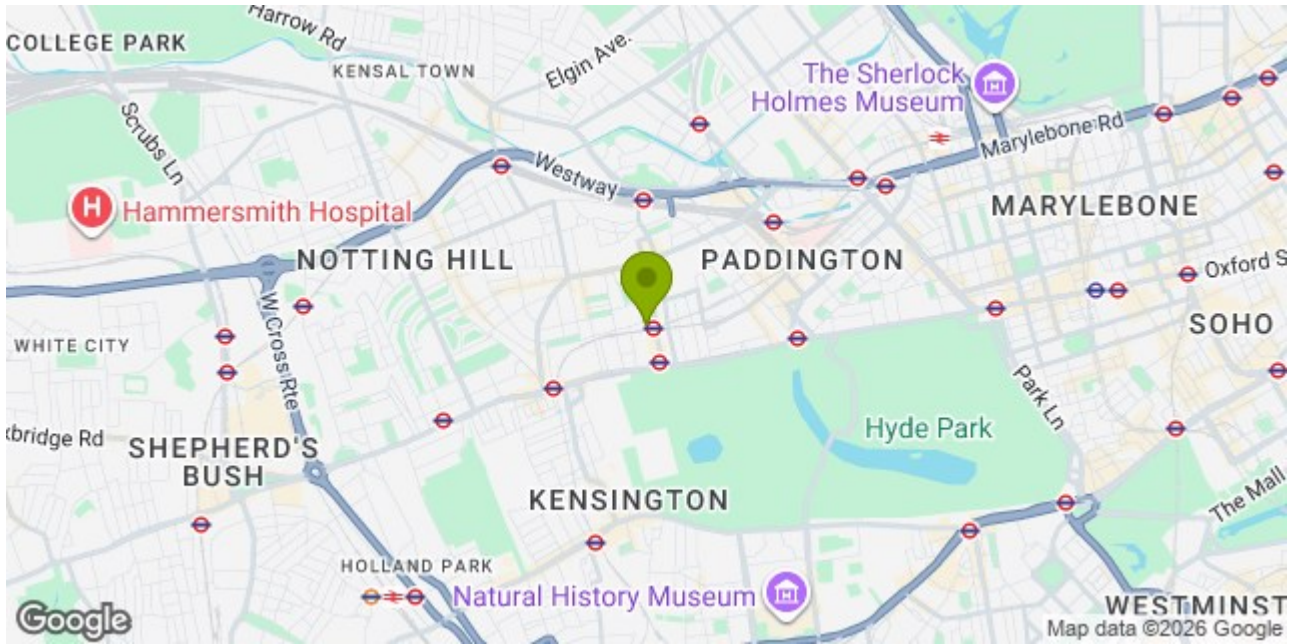 Harrow Rd
COLLEGE PARK
KENSAL TOWN
Elgin Ave.
The Sherlock
Holmes Museum
Scrubs Ln
Westway
Marylebone Rd
H
Hammersmith Hospital
MARYLEBONE
NOTTING HILL
PADDINGTON
Oxford S
W Cross Rte
WHITE CITY
SOHO
Park Ln
xbridge Rd
SHEPHERD'S
BUSH
Hyde Park
KENSINGTON
The Mall
HOLLAND PARK
Natural History Museum
WESTMINST
Google
Map data ©2026 Google